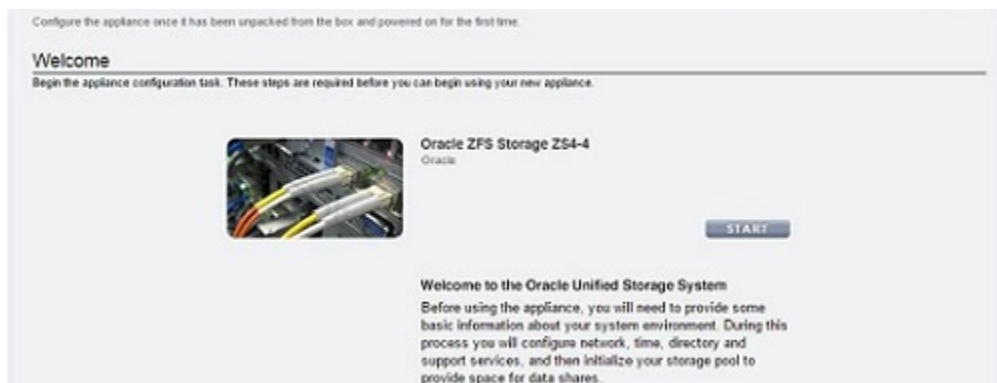 Configure the appliance once it has been unpacked from the box and powered on for the first time.
Welcome
Begin the appliance configuration task. These steps are required before you can begin using your new appliance.
Oracle ZFS Storage ZS4-4
Oracle
START
Welcome to the Oracle Unified Storage System
Before using the appliance, you will need to provide some
basic information about your system environment. During this
process you will configure network, time, directory and
support services, and then initialize your storage pool to
provide space for data shares.